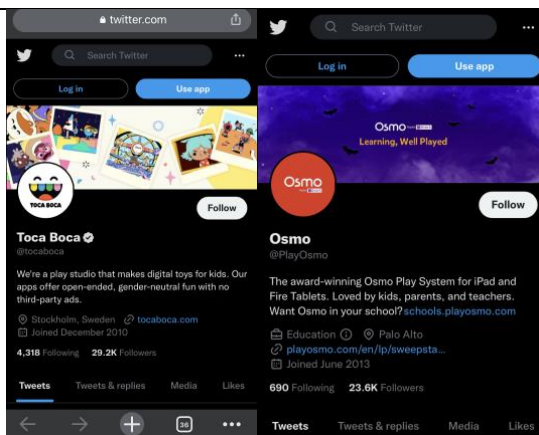 twitter.com
Search Twitter
Log in
Use app
TOCA BOCA
Follow
Toca Boca
@tocaboca
We're a play studio that makes digital toys for kids. Our
apps offer open-ended, gender-neutral fun with no
third-party ads.
Stockholm, Sweden tocaboca.com
Joined December 2010
4,318 Following 29.2K Followers
Tweets Tweets & replies Media Likes
36
Search Twitter
Log in
Use app
Osmo
Learning, Well Played
Osmo
Follow
Osmo
@PlayOsmo
The award-winning Osmo Play System for iPad and
Fire Tablets. Loved by kids, parents, and teachers.
Want Osmo in your school? schools.playosmo.com
Education Palo Alto
playosmo.com/en/lp/sweepsta...
Joined June 2013
690 Following 23.6K Followers
Tweets Tweets & replies Media Likes